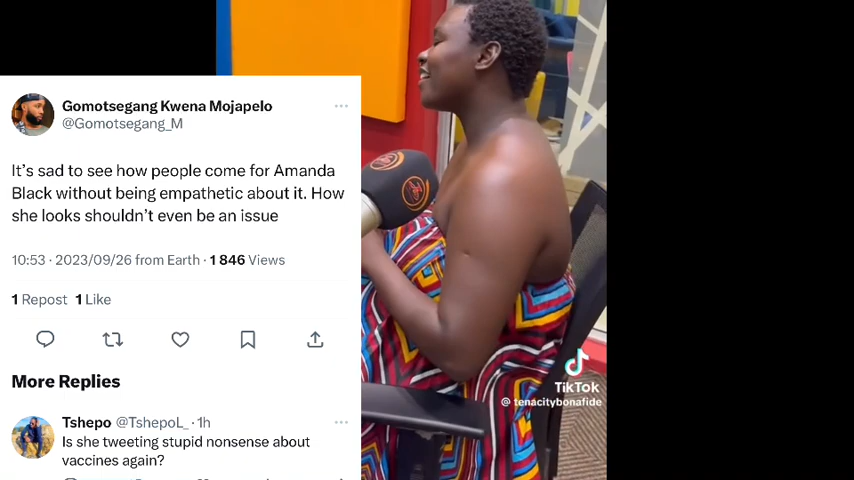 Gomotsegang Kwena Mojapelo
@Gomotsegang_M
It's sad to see how people come for Amanda
Black without being empathetic about it. How
she looks shouldn't even be an issue
10:53 · 2023/09/26 from Earth · 1 846 Views
1 Repost 1 Like
More Replies
Tshepo @TshepoL_ · 1h
Is she tweeting stupid nonsense about
vaccines again?
TikTok
@ tenacitybonafide